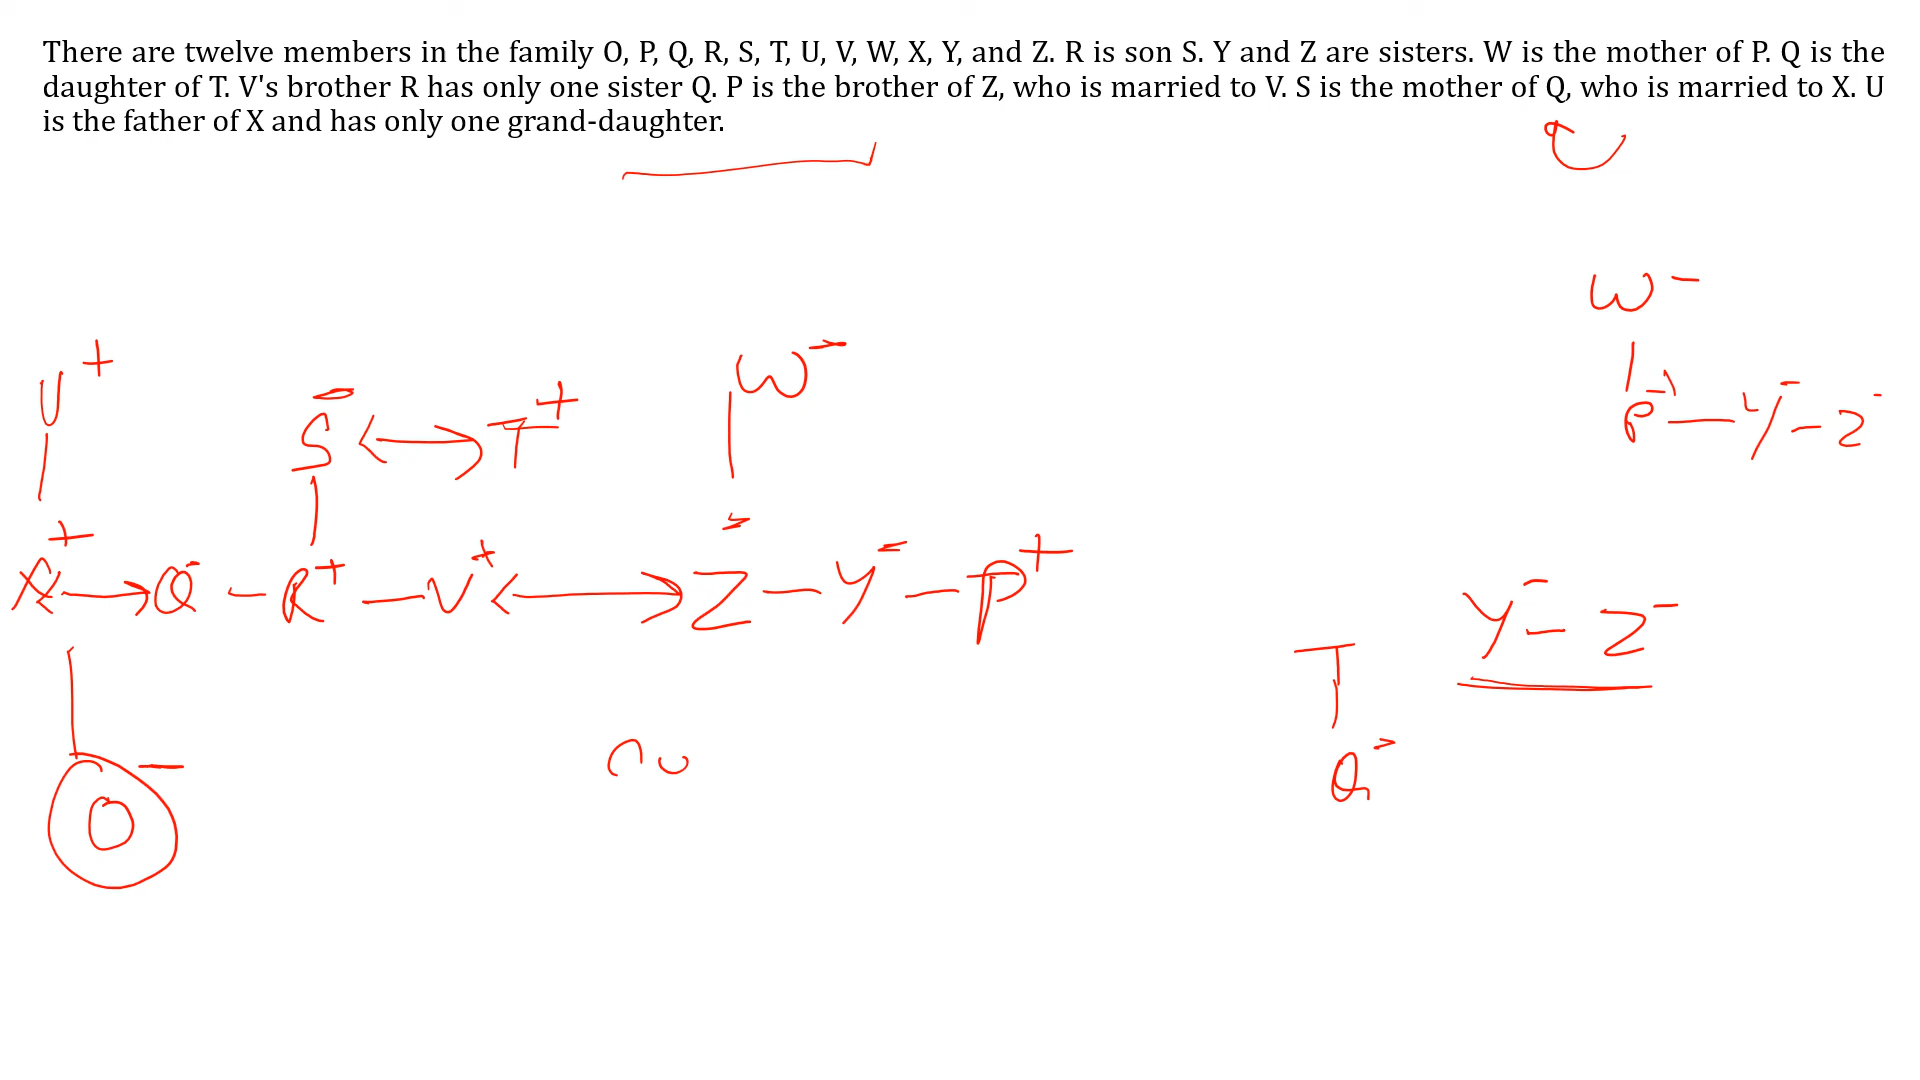 There are twelve members in the family O, P, Q, R, S, T, U, V, W, X, Y, and Z. R is son S. Y and Z are sisters. W is the mother of P. Q is the
daughter of T. V's brother R has only one sister Q. P is the brother of Z, who is married to V. S is the mother of Q, who is married to X. U
is the father of X and has only one grand-daughter.
W -
U + S - T + W -
P - Y - Z -
X + Q - R + V + Z - Y - P +
Y - Z -
T
Q -
O -